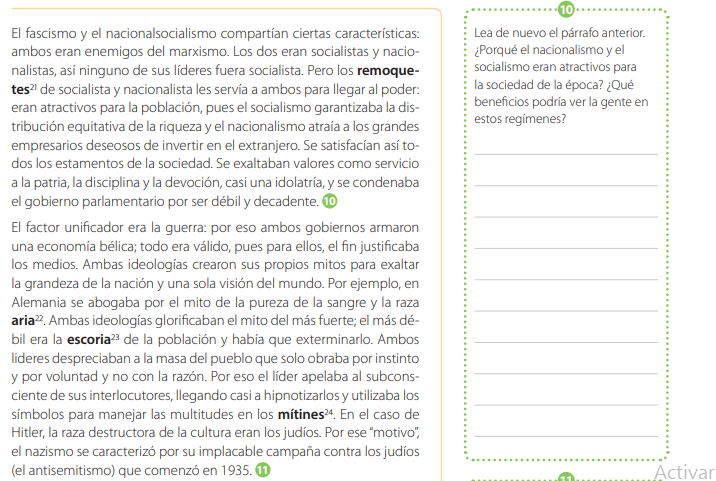 El fascismo y el nacionalsocialismo compartían ciertas características:
ambos eran enemigos del marxismo. Los dos eran socialistas y nacio-
nalistas, así ninguno de sus líderes fuera socialista. Pero los remoque-
tes21 de socialista y nacionalista les servía a ambos para llegar al poder:
eran atractivos para la población, pues el socialismo garantizaba la dis-
tribución equitativa de la riqueza y el nacionalismo atraía a los grandes
empresarios deseosos de invertir en el extranjero. Se satisfacían así to-
dos los estamentos de la sociedad. Se exaltaban valores como servicio
a la patria, la disciplina y la devoción, casi una idolatría, y se condenaba
el gobierno parlamentario por ser débil y decadente. 10
El factor unificador era la guerra: por eso ambos gobiernos armaron
una economía bélica; todo era válido, pues para ellos, el fin justificaba
los medios. Ambas ideologías crearon sus propios mitos para exaltar
la grandeza de la nación y una sola visión del mundo. Por ejemplo, en
Alemania se abogaba por el mito de la pureza de la sangre y la raza
aria22. Ambas ideologías glorificaban el mito del más fuerte; el más dé-
bil era la escoria23 de la población y había que exterminarlo. Ambos
lideres despreciaban a la masa del pueblo que solo obraba por instinto
y por voluntad y no con la razón. Por eso el líder apelaba al subcons-
ciente de sus interlocutores, llegando casi a hipnotizarlos y utilizaba los
símbolos para manejar las multitudes en los mítines24. En el caso de
Hitler, la raza destructora de la cultura eran los judíos. Por ese “motivo”,
el nazismo se caracterizó por su implacable campaña contra los judíos
(el antisemitismo) que comenzó en 1935. 11
10
Lea de nuevo el párrafo anterior.
¿Porqué el nacionalismo y el
socialismo eran atractivos para
la sociedad de la época? ¿Qué
beneficios podría ver la gente en
estos regímenes?
11
Activar